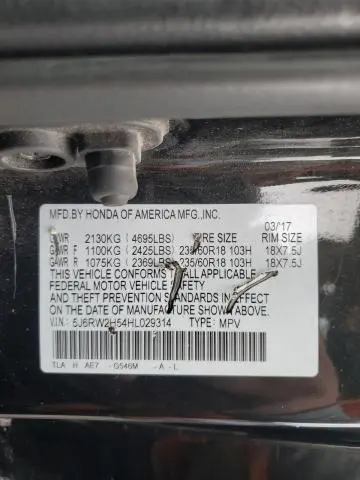 MFD. BY HONDA OF AMERICA MFG., INC.
03/17
GVWR 2130KG (4695LBS) TIRE SIZE RIM SIZE
GAWR F 1100KG (2425LBS) 235/60R18 103H 18X7.5J
GAWR R 1075KG (2369LBS) 235/60R18 103H 18X7.5J
THIS VEHICLE CONFORMS TO ALL APPLICABLE
FEDERAL MOTOR VEHICLE SAFETY
AND THEFT PREVENTION STANDARDS IN EFFECT
ON THE DATE OF MANUFACTURE SHOWN ABOVE.
V.I.N.: 5J6RW2H54HL029314 TYPE: MPV
TLA H AE7 - GS46M - A - L